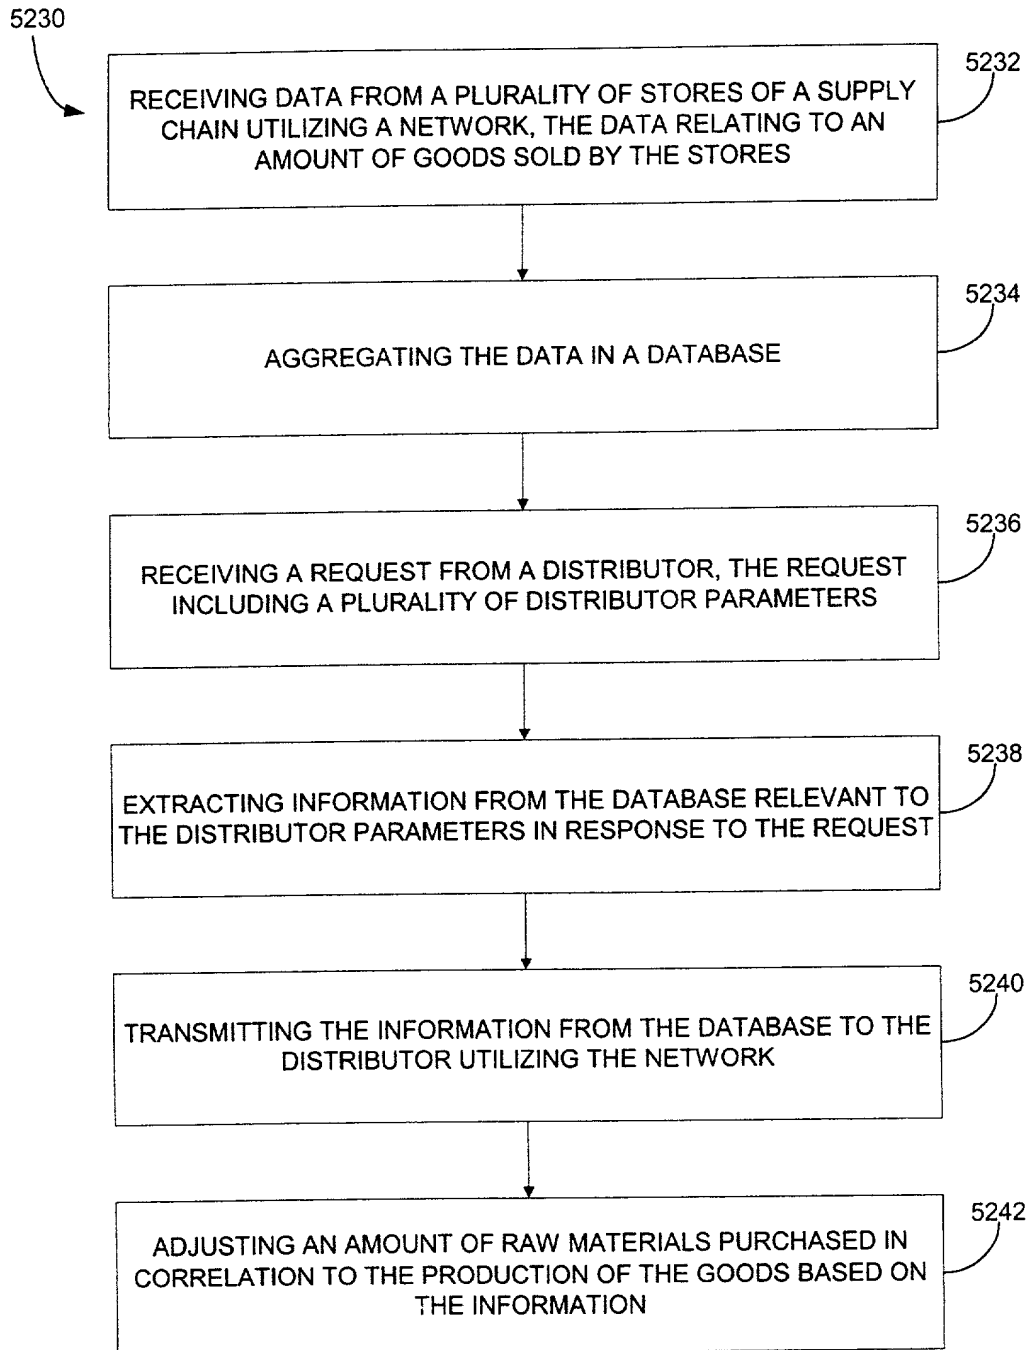 5230
5232
RECEIVING DATA FROM A PLURALITY OF STORES OF A SUPPLY
CHAIN UTILIZING A NETWORK, THE DATA RELATING TO AN
AMOUNT OF GOODS SOLD BY THE STORES
5234
AGGREGATING THE DATA IN A DATABASE
5236
RECEIVING A REQUEST FROM A DISTRIBUTOR, THE REQUEST
INCLUDING A PLURALITY OF DISTRIBUTOR PARAMETERS
5238
EXTRACTING INFORMATION FROM THE DATABASE RELEVANT TO
THE DISTRIBUTOR PARAMETERS IN RESPONSE TO THE REQUEST
5240
TRANSMITTING THE INFORMATION FROM THE DATABASE TO THE
DISTRIBUTOR UTILIZING THE NETWORK
5242
ADJUSTING AN AMOUNT OF RAW MATERIALS PURCHASED IN
CORRELATION TO THE PRODUCTION OF THE GOODS BASED ON
THE INFORMATION